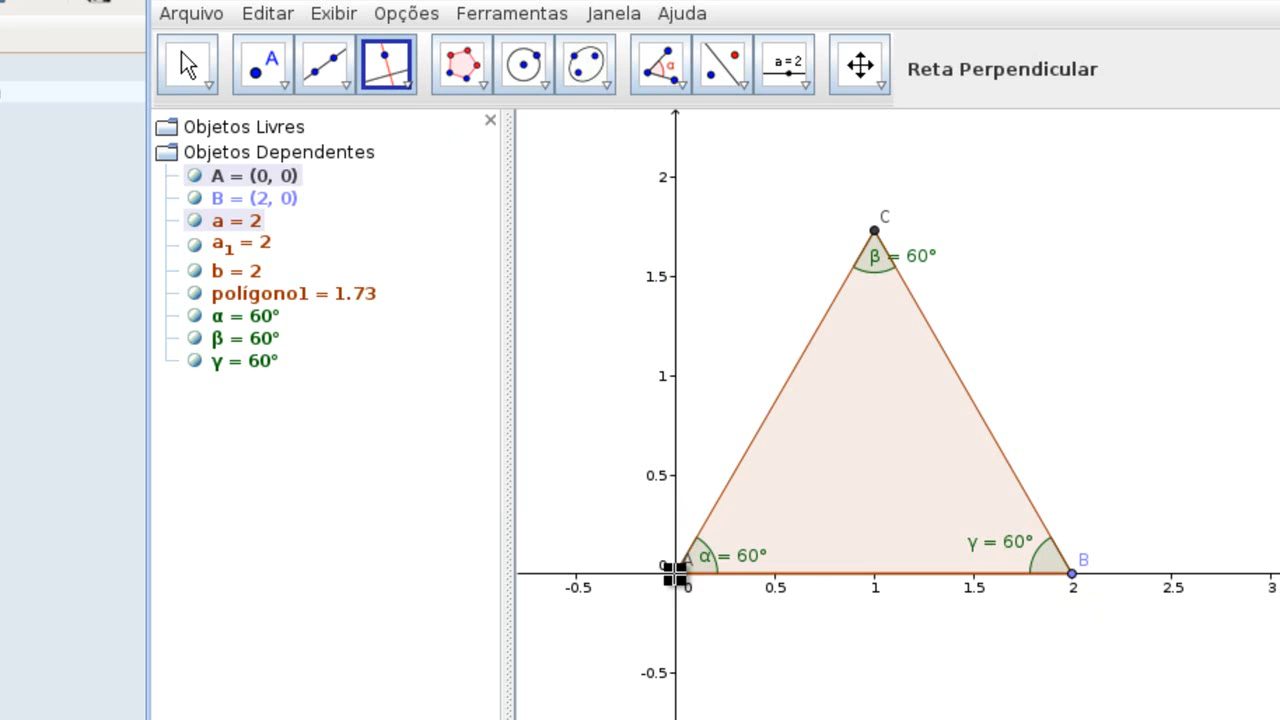 Arquivo Editar Exibir Opções Ferramentas Janela Ajuda
A
α
a=2
Reta Perpendicular
Objetos Livres
Objetos Dependentes
A = (0, 0)
B = (2, 0)
a = 2
a1 = 2
b = 2
polígono1 = 1.73
α = 60°
β = 60°
γ = 60°
2
C
β = 60°
1.5
1
0.5
γ = 60°
α = 60°
A
B
0
-0.5 0 0.5 1 1.5 2 2.5 3
-0.5